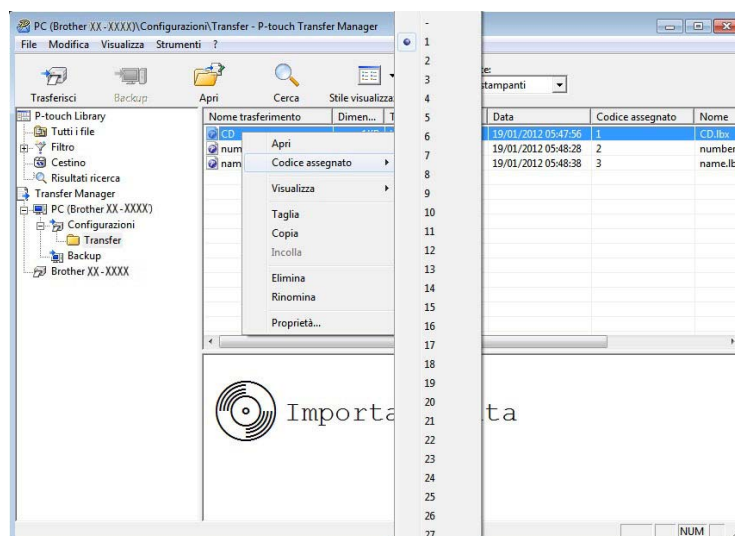 PC (Brother XX-XXXX)\Configurazioni\Transfer - P-touch Transfer Manager
File Modifica Visualizza Strumenti ?
Trasferisci Backup Apri Cerca Stile visualizza
te:
stampanti
P-touch Library
Tutti i file
Filtro
Cestino
Risultati ricerca
Transfer Manager
PC (Brother XX-XXXX)
Configurazioni
Transfer
Backup
Brother XX-XXXX
Nome trasferimento Dimen... T Data Codice assegnato Nome
CD 19/01/2012 05:47:56 1 CD.lbx
num 19/01/2012 05:48:28 2 number
nam 19/01/2012 05:48:38 3 name.lb
Apri
Codice assegnato
Visualizza
Taglia
Copia
Incolla
Elimina
Rinomina
Proprietà...
-
1
2
3
4
5
6
7
8
9
10
11
12
13
14
15
16
17
18
19
20
21
22
23
24
25
26
27
Importa ta
NUM